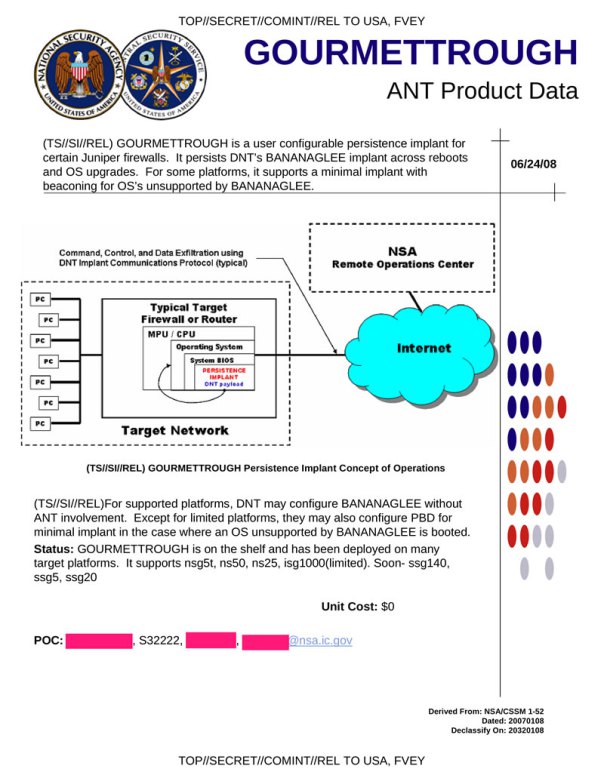 TOP//SECRET//COMINT//REL TO USA, FVEY
NATIONAL SECURITY AGENCY
UNITED STATES OF AMERICA
CENTRAL SECURITY SERVICE
UNITED STATES OF AMERICA
GOURMETTROUGH
ANT Product Data
(TS//SI//REL) GOURMETTROUGH is a user configurable persistence implant for
certain Juniper firewalls. It persists DNT's BANANAGLEE implant across reboots
and OS upgrades. For some platforms, it supports a minimal implant with
beaconing for OS's unsupported by BANANAGLEE.
06/24/08
Command, Control, and Data Exfiltration using
DNT Implant Communications Protocol (typical)
NSA
Remote Operations Center
PC
PC
PC
PC
PC
PC
PC
Typical Target
Firewall or Router
MPU / CPU
Operating System
System BIOS
PERSISTENCE
IMPLANT
DNT payload
Internet
Target Network
(TS//SI//REL) GOURMETTROUGH Persistence Implant Concept of Operations
(TS//SI//REL)For supported platforms, DNT may configure BANANAGLEE without
ANT involvement. Except for limited platforms, they may also configure PBD for
minimal implant in the case where an OS unsupported by BANANAGLEE is booted.
Status: GOURMETTROUGH is on the shelf and has been deployed on many
target platforms. It supports nsg5t, ns50, ns25, isg1000(limited). Soon- ssg140,
ssg5, ssg20
Unit Cost: $0
POC: , S32222, , @nsa.ic.gov
Derived From: NSA/CSSM 1-52
Dated: 20070108
Declassify On: 20320108
TOP//SECRET//COMINT//REL TO USA, FVEY